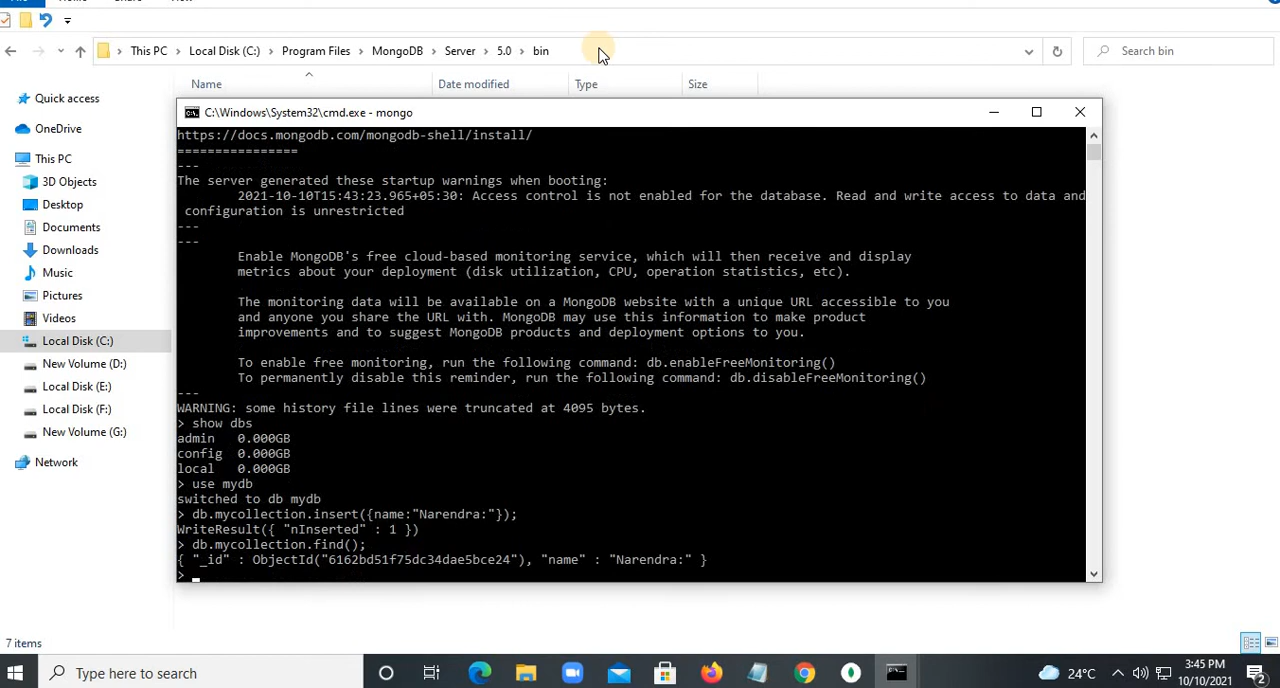 This PC > Local Disk (C:) > Program Files > MongoDB > Server > 5.0 > bin
Search bin
Name Date modified Type Size
Quick access
OneDrive
This PC
3D Objects
Desktop
Documents
Downloads
Music
Pictures
Videos
Local Disk (C:)
New Volume (D:)
Local Disk (E:)
Local Disk (F:)
New Volume (G:)
Network
C:\Windows\System32\cmd.exe - mongo
https://docs.mongodb.com/mongodb-shell/install/
================
---
The server generated these startup warnings when booting:
2021-10-10T15:43:23.965+05:30: Access control is not enabled for the database. Read and write access to data and
configuration is unrestricted
---
---
Enable MongoDB's free cloud-based monitoring service, which will then receive and display
metrics about your deployment (disk utilization, CPU, operation statistics, etc).
The monitoring data will be available on a MongoDB website with a unique URL accessible to you
and anyone you share the URL with. MongoDB may use this information to make product
improvements and to suggest MongoDB products and deployment options to you.
To enable free monitoring, run the following command: db.enableFreeMonitoring()
To permanently disable this reminder, run the following command: db.disableFreeMonitoring()
---
WARNING: some history file lines were truncated at 4095 bytes.
> show dbs
admin 0.000GB
config 0.000GB
local 0.000GB
> use mydb
switched to db mydb
> db.mycollection.insert({name:"Narendra:"});
WriteResult({ "nInserted" : 1 })
> db.mycollection.find();
{ "_id" : ObjectId("6162bd51f75dc34dae5bce24"), "name" : "Narendra:" }
>
7 items
Type here to search
24°C
3:45 PM
10/10/2021
2